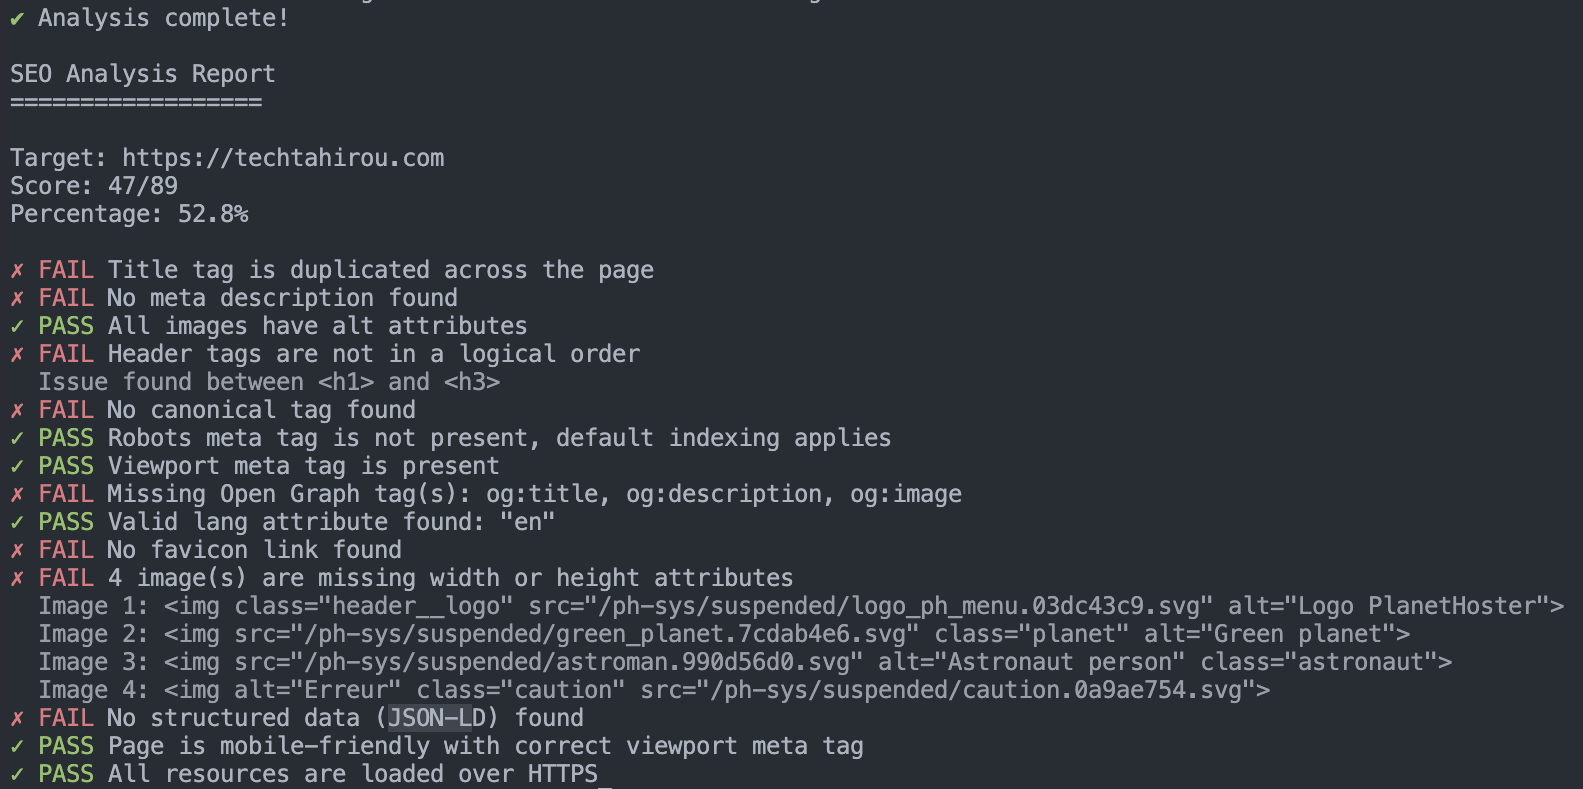 ✔ Analysis complete!
SEO Analysis Report
==================
Target: https://techtahirou.com
Score: 47/89
Percentage: 52.8%
✗ FAIL Title tag is duplicated across the page
✗ FAIL No meta description found
✓ PASS All images have alt attributes
✗ FAIL Header tags are not in a logical order
Issue found between <h1> and <h3>
✗ FAIL No canonical tag found
✓ PASS Robots meta tag is not present, default indexing applies
✓ PASS Viewport meta tag is present
✗ FAIL Missing Open Graph tag(s): og:title, og:description, og:image
✓ PASS Valid lang attribute found: "en"
✗ FAIL No favicon link found
✗ FAIL 4 image(s) are missing width or height attributes
Image 1: <img class="header__logo" src="/ph-sys/suspended/logo_ph_menu.03dc43c9.svg" alt="Logo PlanetHoster">
Image 2: <img src="/ph-sys/suspended/green_planet.7cdab4e6.svg" class="planet" alt="Green planet">
Image 3: <img src="/ph-sys/suspended/astroman.990d56d0.svg" alt="Astronaut person" class="astronaut">
Image 4: <img alt="Erreur" class="caution" src="/ph-sys/suspended/caution.0a9ae754.svg">
✗ FAIL No structured data (JSON-LD) found
✓ PASS Page is mobile-friendly with correct viewport meta tag
✓ PASS All resources are loaded over HTTPS